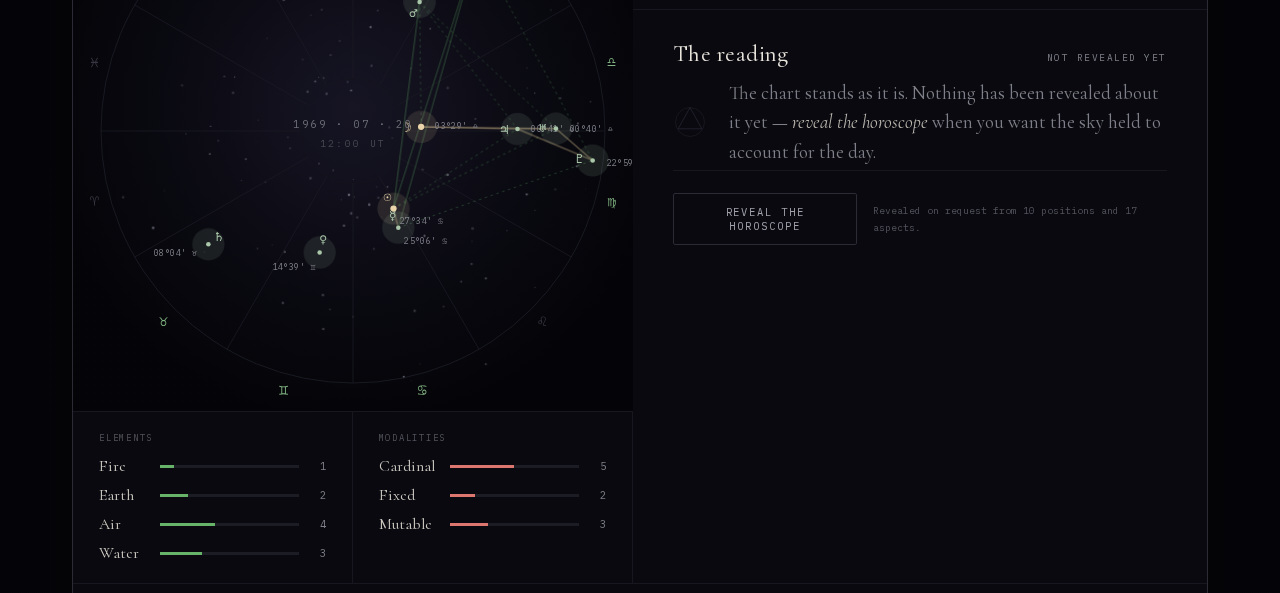 1969 · 07 · 2
12:00 UT
03°29'
22°59
27°34' ♋
25°06' ♋
08°04' ♉
14°39' ♊
ELEMENTS
Fire 1
Earth 2
Air 4
Water 3
MODALITIES
Cardinal 5
Fixed 2
Mutable 3
The reading
NOT REVEALED YET
The chart stands as it is. Nothing has been revealed about
it yet — reveal the horoscope when you want the sky held to
account for the day.
REVEAL THE
HOROSCOPE
Revealed on request from 10 positions and 17
aspects.